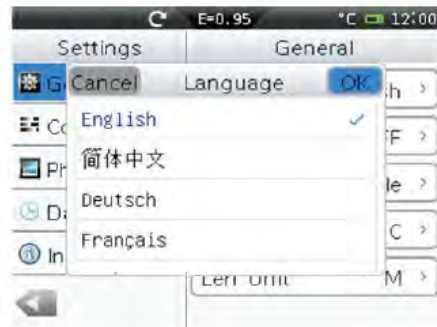 E=0.95 °C 12:00
Settings General
Cancel Language OK
English
简体中文
Deutsch
Français